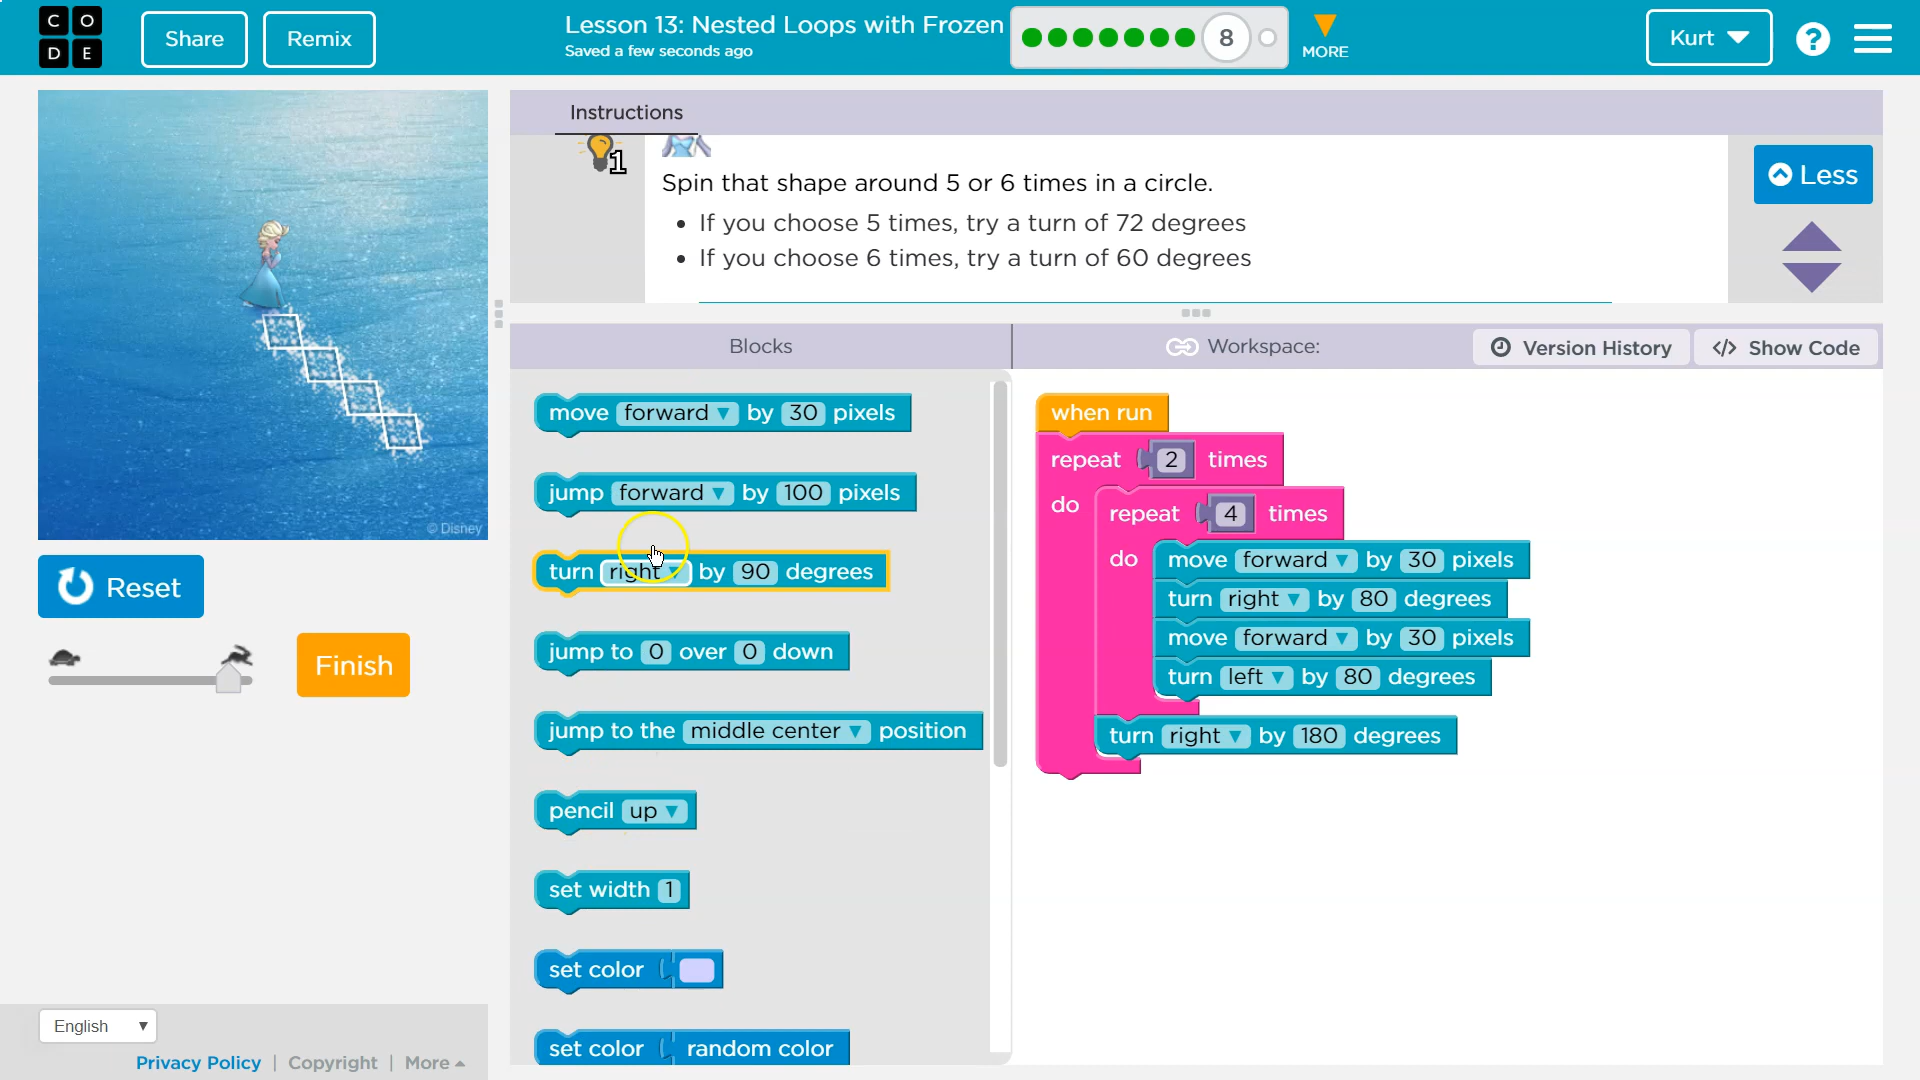 C O
D E
Share
Remix
Lesson 13: Nested Loops with Frozen
Saved a few seconds ago
8
MORE
Kurt
?
Instructions
1
Spin that shape around 5 or 6 times in a circle.
• If you choose 5 times, try a turn of 72 degrees
• If you choose 6 times, try a turn of 60 degrees
Less
Blocks
Workspace:
Version History
</> Show Code
move forward by 30 pixels
jump forward by 100 pixels
turn right by 90 degrees
jump to 0 over 0 down
jump to the middle center position
pencil up
set width 1
set color
set color random color
when run
repeat 2 times
do
repeat 4 times
do
move forward by 30 pixels
turn right by 80 degrees
move forward by 30 pixels
turn left by 80 degrees
turn right by 180 degrees
© Disney
Reset
Finish
English
Privacy Policy | Copyright | More